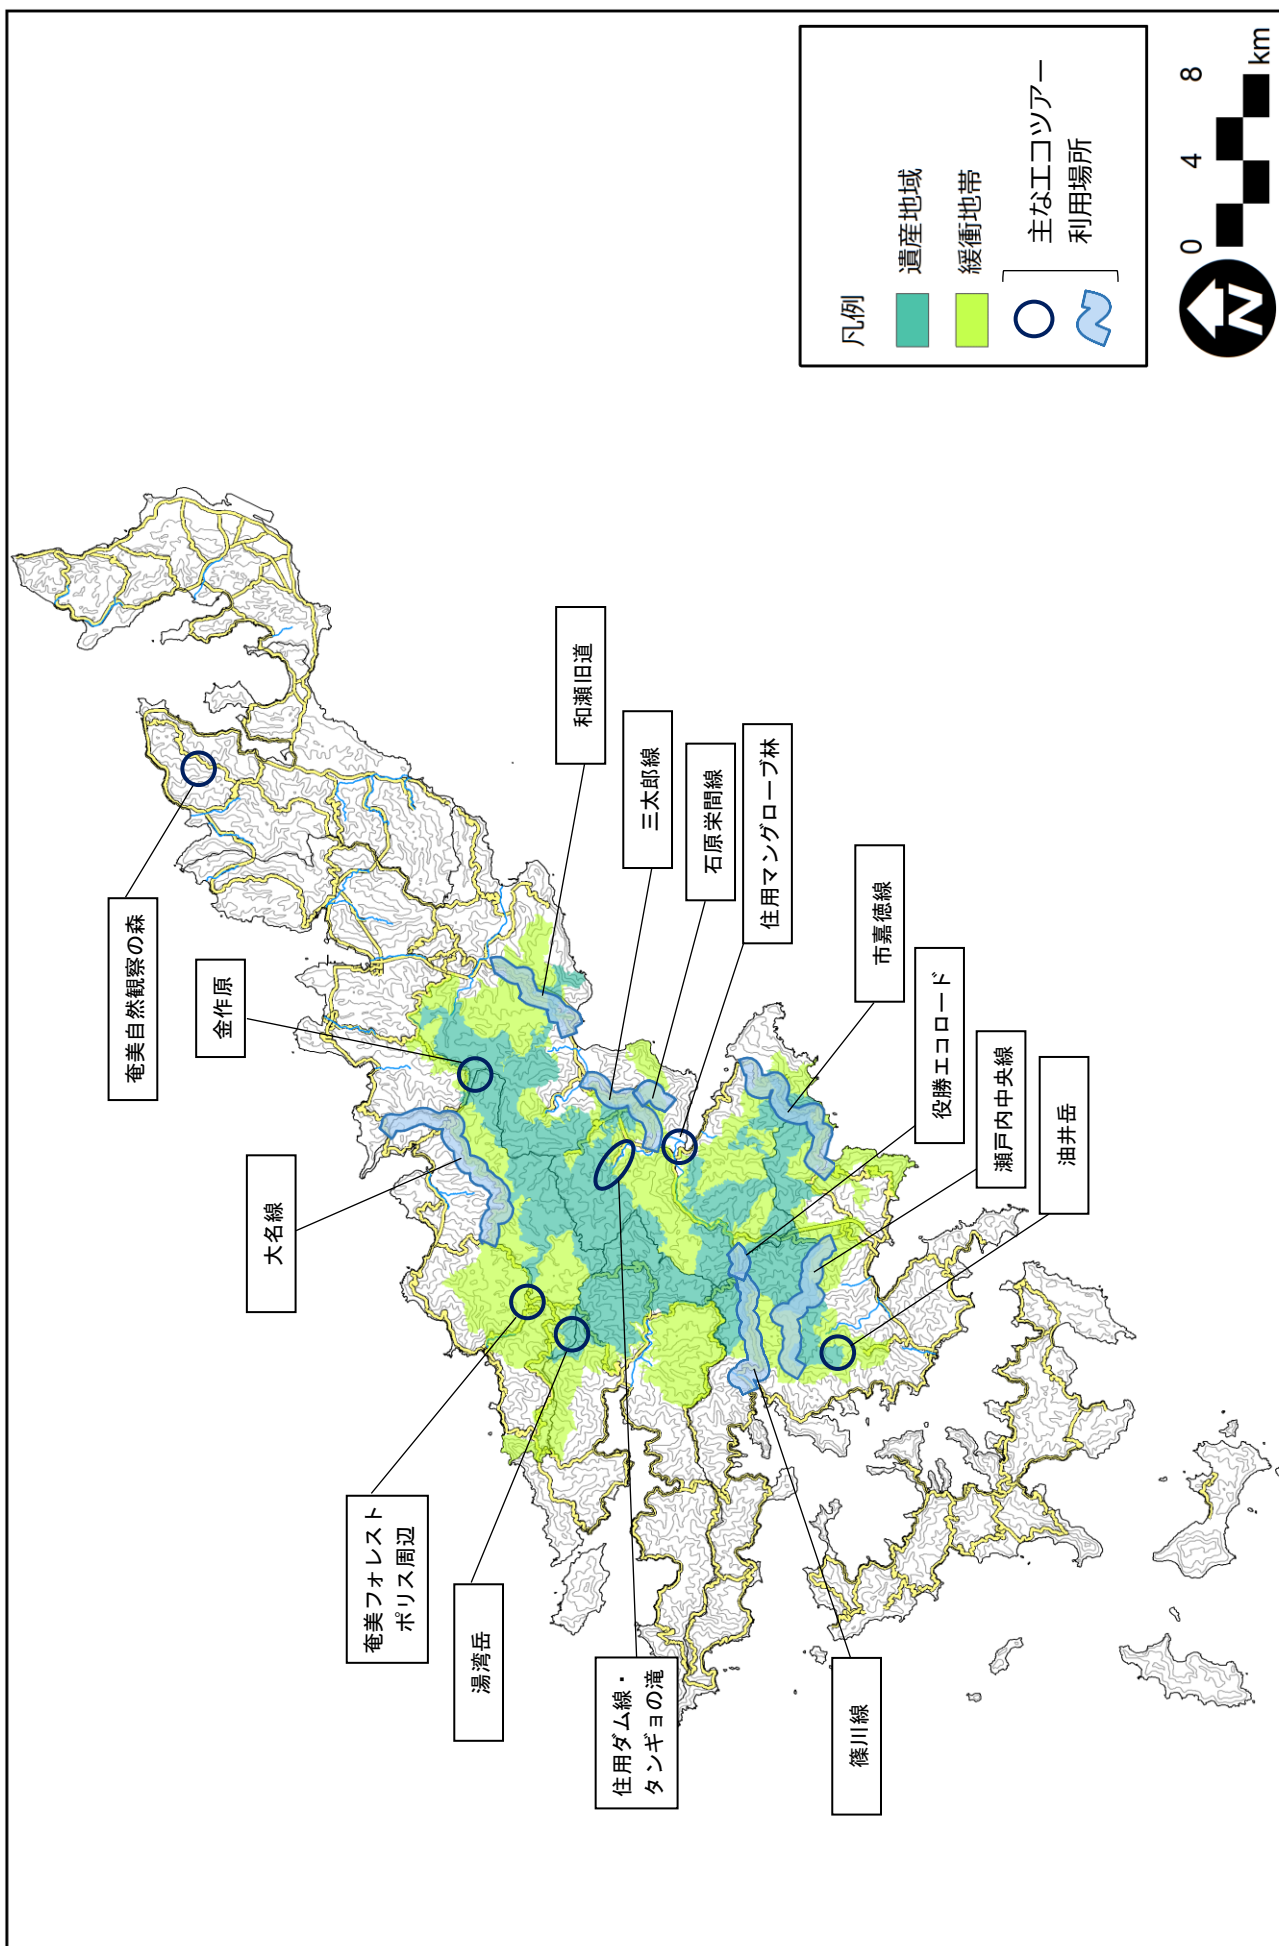 奄美自然観察の森
金作原
大名線
奄美フォレスト
ポリス周辺
湯湾岳
住用ダム線・
タンギョの滝
篠川線
和瀬旧道
三太郎線
石原栄間線
住用マングローブ林
市嘉徳線
役勝エコロード
瀬戸内中央線
油井岳
凡例
遺産地域
緩衝地帯
主なエコツアー
利用場所
N
0 4 8
km